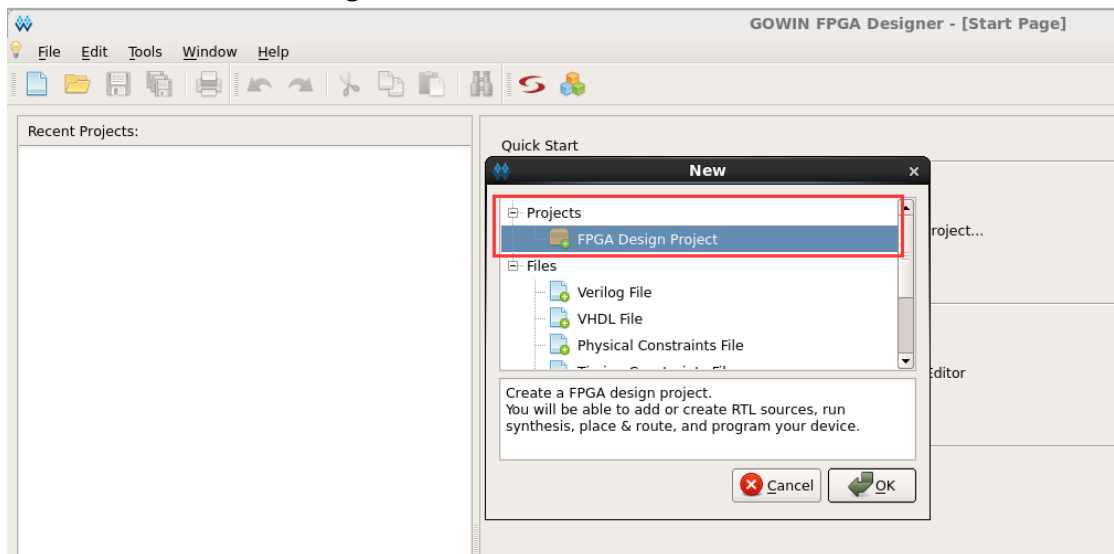 GOWIN FPGA Designer - [Start Page]
File Edit Tools Window Help
Recent Projects:
Quick Start
New
Projects
FPGA Design Project
roject...
Files
Verilog File
VHDL File
Physical Constraints File
Editor
Create a FPGA design project.
You will be able to add or create RTL sources, run
synthesis, place & route, and program your device.
Cancel
OK